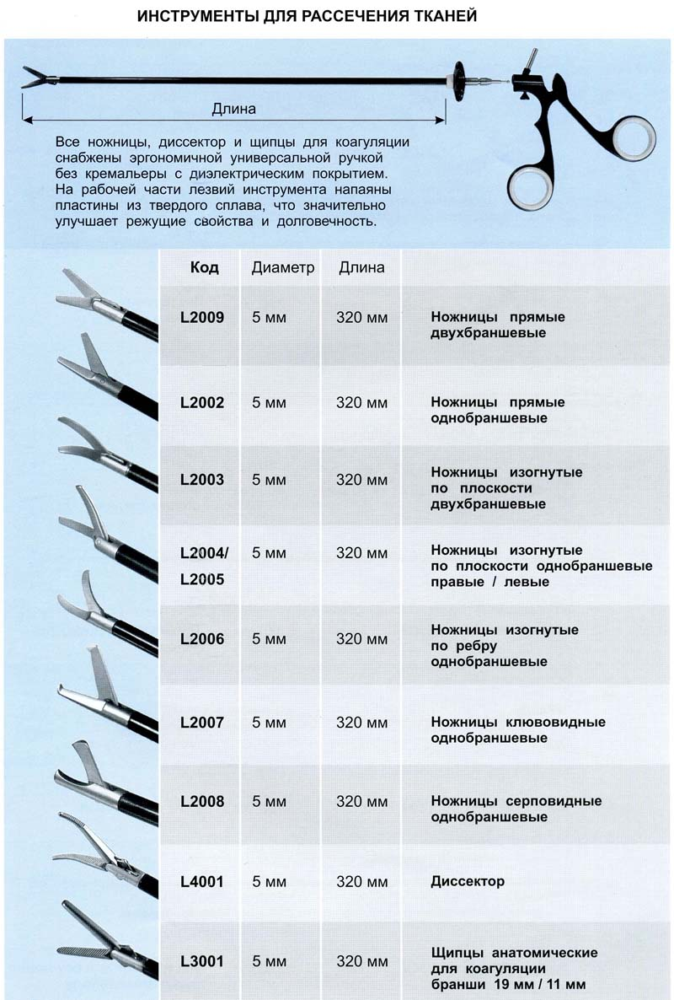 ИНСТРУМЕНТЫ ДЛЯ РАССЕЧЕНИЯ ТКАНЕЙ
Длина
Все ножницы, диссектор и щипцы для коагуляции
снабжены эргономичной универсальной ручкой
без кремальеры с диэлектрическим покрытием.
На рабочей части лезвий инструмента напаяны
пластины из твердого сплава, что значительно
улучшает режущие свойства и долговечность.
Код Диаметр Длина
L2009 5 мм 320 мм Ножницы прямые
двухбраншевые
L2002 5 мм 320 мм Ножницы прямые
однобраншевые
L2003 5 мм 320 мм Ножницы изогнутые
по плоскости
двухбраншевые
L2004/ 5 мм 320 мм Ножницы изогнутые
по плоскости однобраншевые
L2005 правые / левые
L2006 5 мм 320 мм Ножницы изогнутые
по ребру
однобраншевые
L2007 5 мм 320 мм Ножницы клювовидные
однобраншевые
L2008 5 мм 320 мм Ножницы серповидные
однобраншевые
L4001 5 мм 320 мм Диссектор
L3001 5 мм 320 мм Щипцы анатомические
для коагуляции
бранши 19 мм / 11 мм